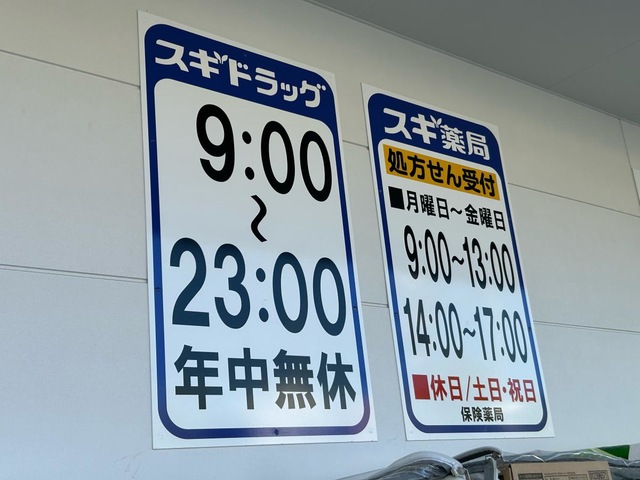 スギドラッグ
9:00
〜
23:00
年中無休
スギ薬局
処方せん受付
■月曜日〜金曜日
9:00〜13:00
14:00〜17:00
■休日/土日・祝日
保険薬局